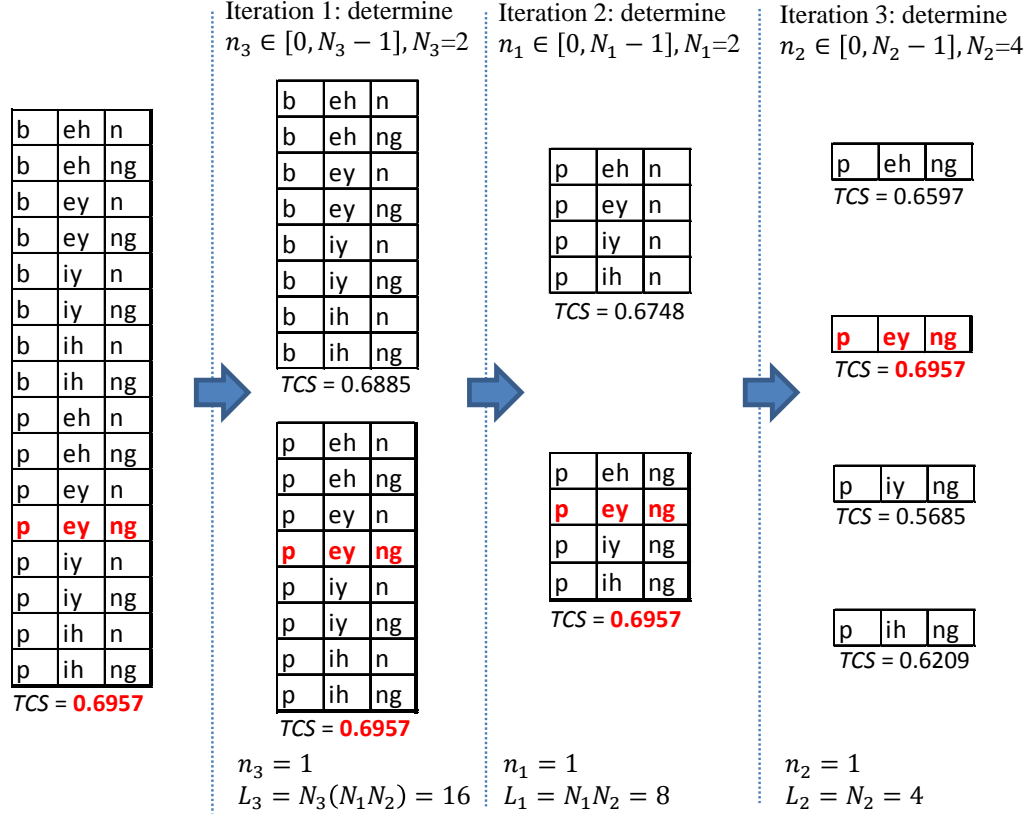 Iteration 1: determine
n₃ ∈ [0, N₃ − 1], N₃=2
Iteration 2: determine
n₁ ∈ [0, N₁ − 1], N₁=2
Iteration 3: determine
n₂ ∈ [0, N₂ − 1], N₂=4
b eh n
b eh ng
b ey n
b ey ng
b iy n
b iy ng
b ih n
b ih ng
p eh n
p eh ng
p ey n
p ey ng
p iy n
p iy ng
p ih n
p ih ng
TCS = 0.6957
b eh n
b eh ng
b ey n
b ey ng
b iy n
b iy ng
b ih n
b ih ng
TCS = 0.6885
p eh n
p eh ng
p ey n
p ey ng
p iy n
p iy ng
p ih n
p ih ng
TCS = 0.6957
n₃ = 1
L₃ = N₃(N₁N₂) = 16
p eh n
p ey n
p iy n
p ih n
TCS = 0.6748
p eh ng
p ey ng
p iy ng
p ih ng
TCS = 0.6957
n₁ = 1
L₁ = N₁N₂ = 8
p eh ng
TCS = 0.6597
p ey ng
TCS = 0.6957
p iy ng
TCS = 0.5685
p ih ng
TCS = 0.6209
n₂ = 1
L₂ = N₂ = 4